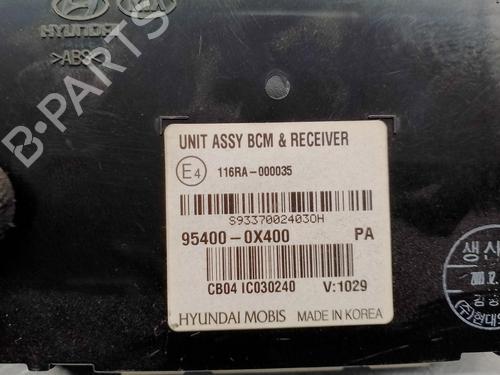 HYUNDAI
KIA
>ABS<
UNIT ASSY BCM & RECEIVER
E4 116RA-000035
S93370024030H
95400-0X400 PA
CB04 IC030240 V:1029
HYUNDAI MOBIS MADE IN KOREA
생산
B-PARTS